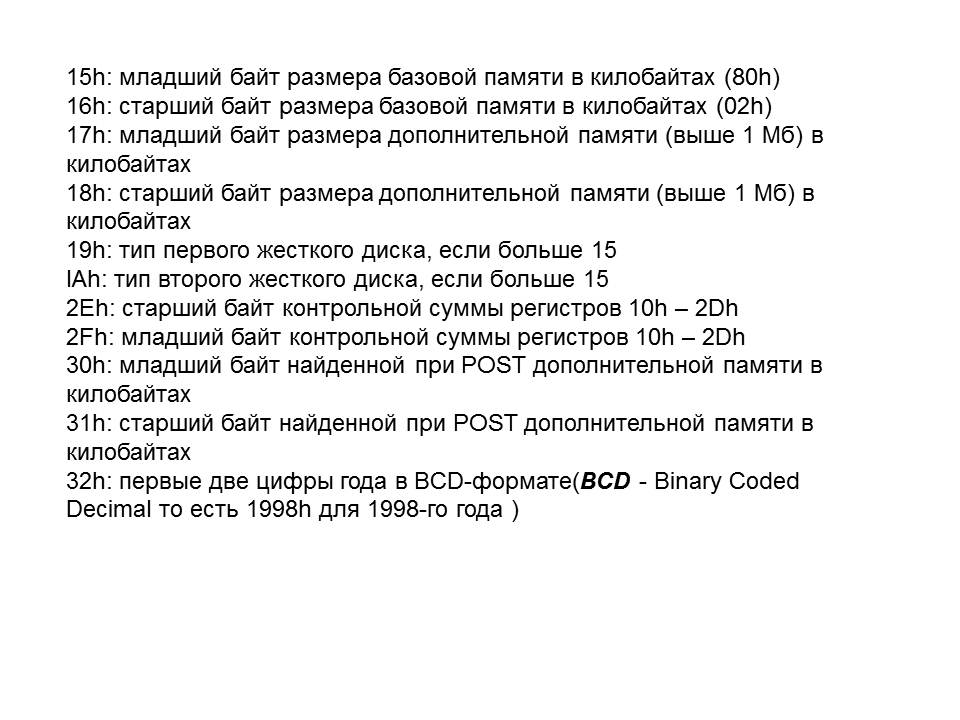 15h: младший байт размера базовой памяти в килобайтах (80h)
16h: старший байт размера базовой памяти в килобайтах (02h)
17h: младший байт размера дополнительной памяти (выше 1 Мб) в
килобайтах
18h: старший байт размера дополнительной памяти (выше 1 Мб) в
килобайтах
19h: тип первого жесткого диска, если больше 15
lAh: тип второго жесткого диска, если больше 15
2Eh: старший байт контрольной суммы регистров 10h – 2Dh
2Fh: младший байт контрольной суммы регистров 10h – 2Dh
30h: младший байт найденной при POST дополнительной памяти в
килобайтах
31h: старший байт найденной при POST дополнительной памяти в
килобайтах
32h: первые две цифры года в BCD-формате(BCD - Binary Coded
Decimal то есть 1998h для 1998-го года )